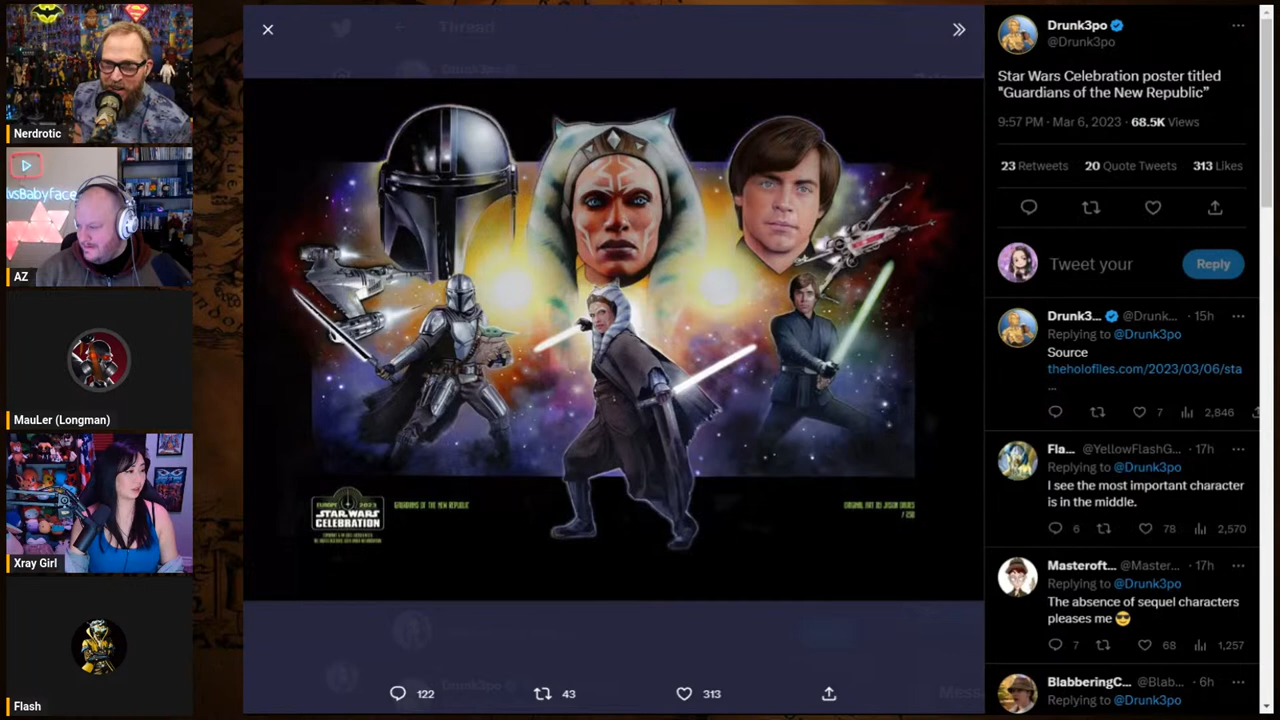 Nerdrotic
vsBabyface
AZ
MauLer (Longman)
Xray Girl
Flash
Thread
EUROPE 2023
STAR WARS
CELEBRATION
GUARDIANS OF THE NEW REPUBLIC
122
43
313
Drunk3po
@Drunk3po
Star Wars Celebration poster titled
"Guardians of the New Republic”
9:57 PM · Mar 6, 2023 · 68.5K Views
23 Retweets 20 Quote Tweets 313 Likes
Tweet your
Reply
Drunk3... @Drunk... · 15h
Replying to @Drunk3po
Source
theholofiles.com/2023/03/06/sta
...
7 2,846
Fla... @YellowFlashG... · 17h
Replying to @Drunk3po
I see the most important character
is in the middle.
6 78 2,570
Masteroft... @Master... · 17h
Replying to @Drunk3po
The absence of sequel characters
pleases me 😎
7 68 1,257
BlabberingC... @Blab... · 6h
Replying to @Drunk3po